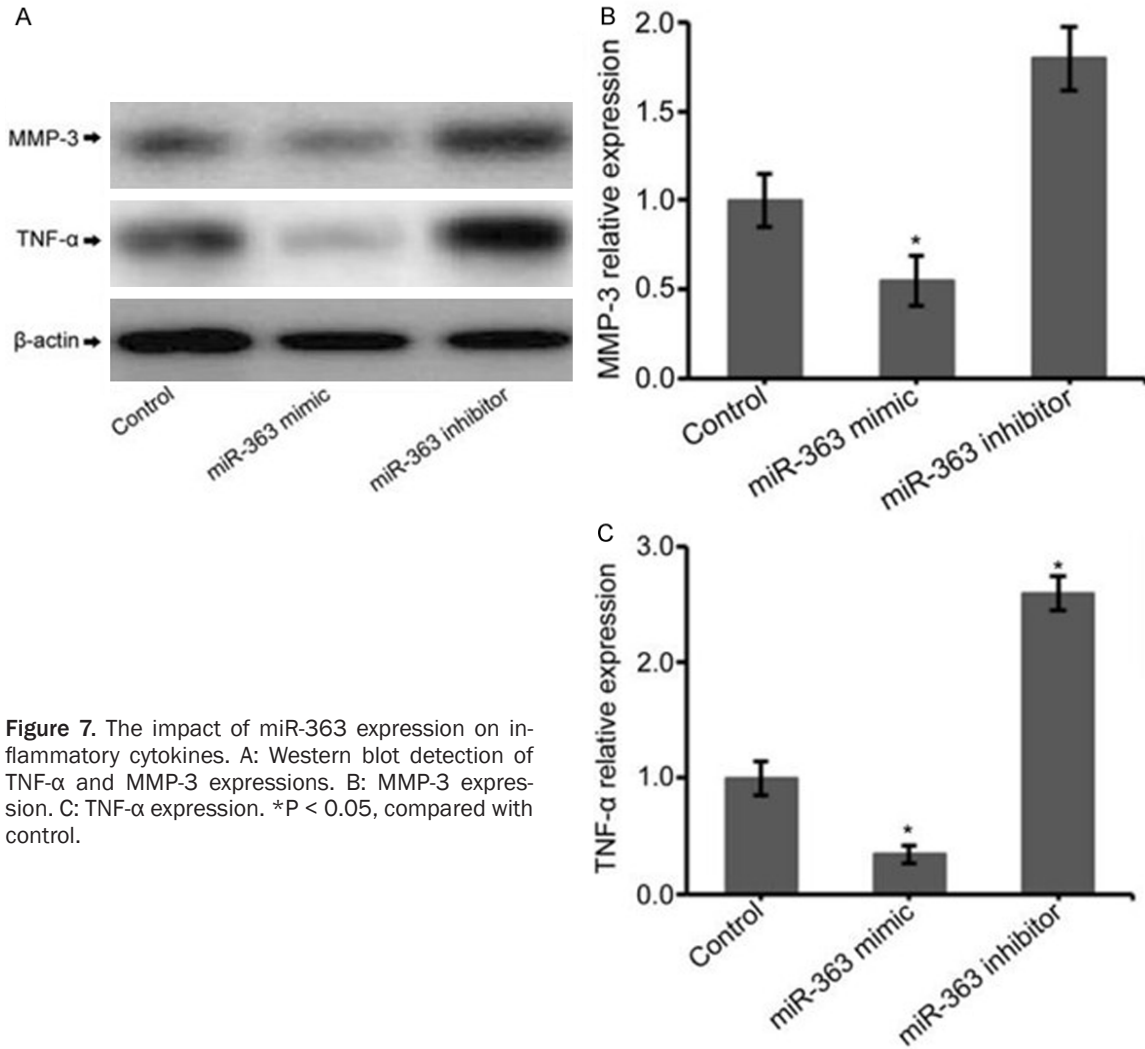 A
MMP-3
TNF-α
β-actin
Control
miR-363 mimic
miR-363 inhibitor
B
MMP-3 relative expression
2.0
1.5
1.0
0.5
0.0
*
Control
miR-363 mimic
miR-363 inhibitor
C
TNF-α relative expression
3.0
2.0
1.0
0.0
*
*
Control
miR-363 mimic
miR-363 inhibitor
Figure 7. The impact of miR-363 expression on in-
flammatory cytokines. A: Western blot detection of
TNF-α and MMP-3 expressions. B: MMP-3 expres-
sion. C: TNF-α expression. *P < 0.05, compared with
control.